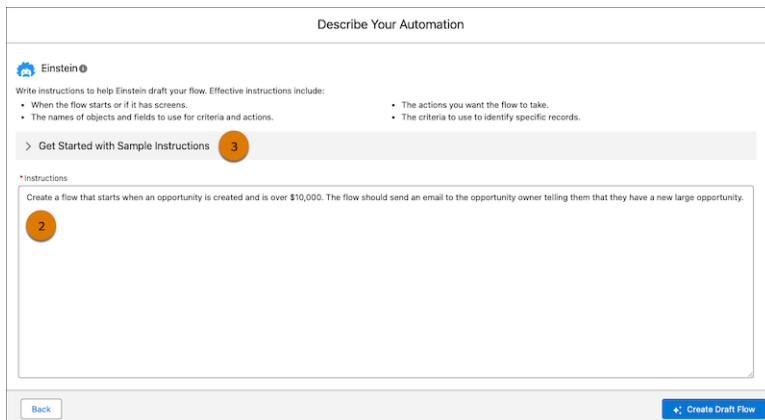 Describe Your Automation
Einstein
Write instructions to help Einstein draft your flow. Effective instructions include:
• When the flow starts or if it has screens.
• The names of objects and fields to use for criteria and actions.
• The actions you want the flow to take.
• The criteria to use to identify specific records.
Get Started with Sample Instructions 3
*Instructions
Create a flow that starts when an opportunity is created and is over $10,000. The flow should send an email to the opportunity owner telling them that they have a new large opportunity.
2
Back
Create Draft Flow